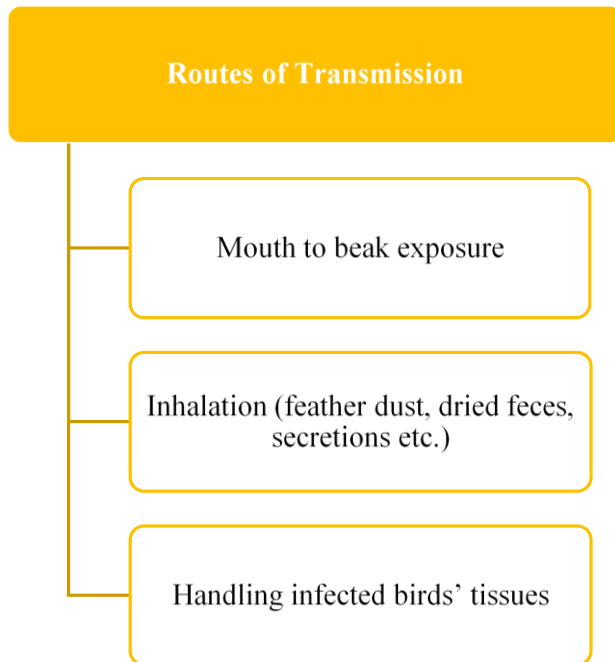 Routes of Transmission
Mouth to beak exposure
Inhalation (feather dust, dried feces,
secretions etc.)
Handling infected birds’ tissues